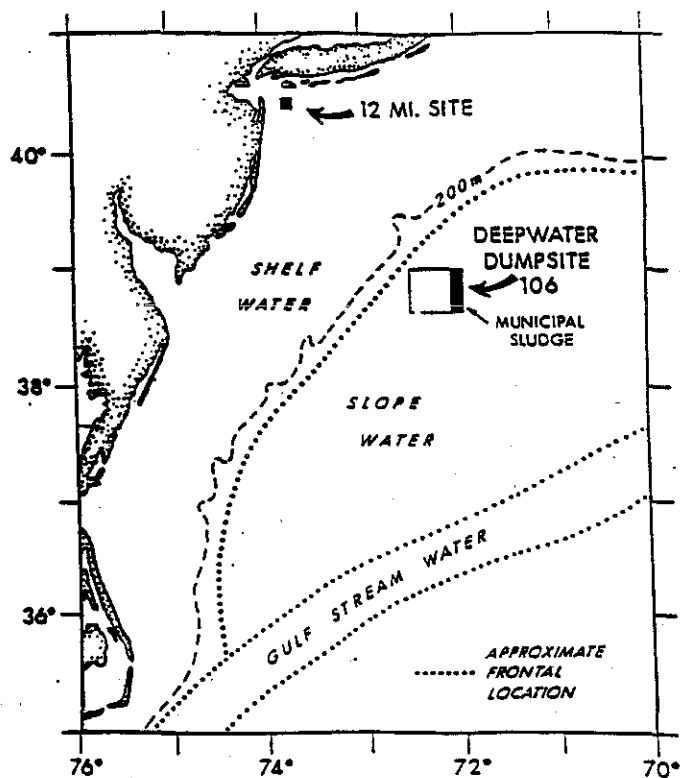 12 MI. SITE
40°
200m
DEEPWATER
DUMPSITE
106
MUNICIPAL
SLUDGE
SHELF
WATER
38°
SLOPE
WATER
GULF STREAM WATER
36°
APPROXIMATE
FRONTAL
LOCATION
76°
74°
72°
70°